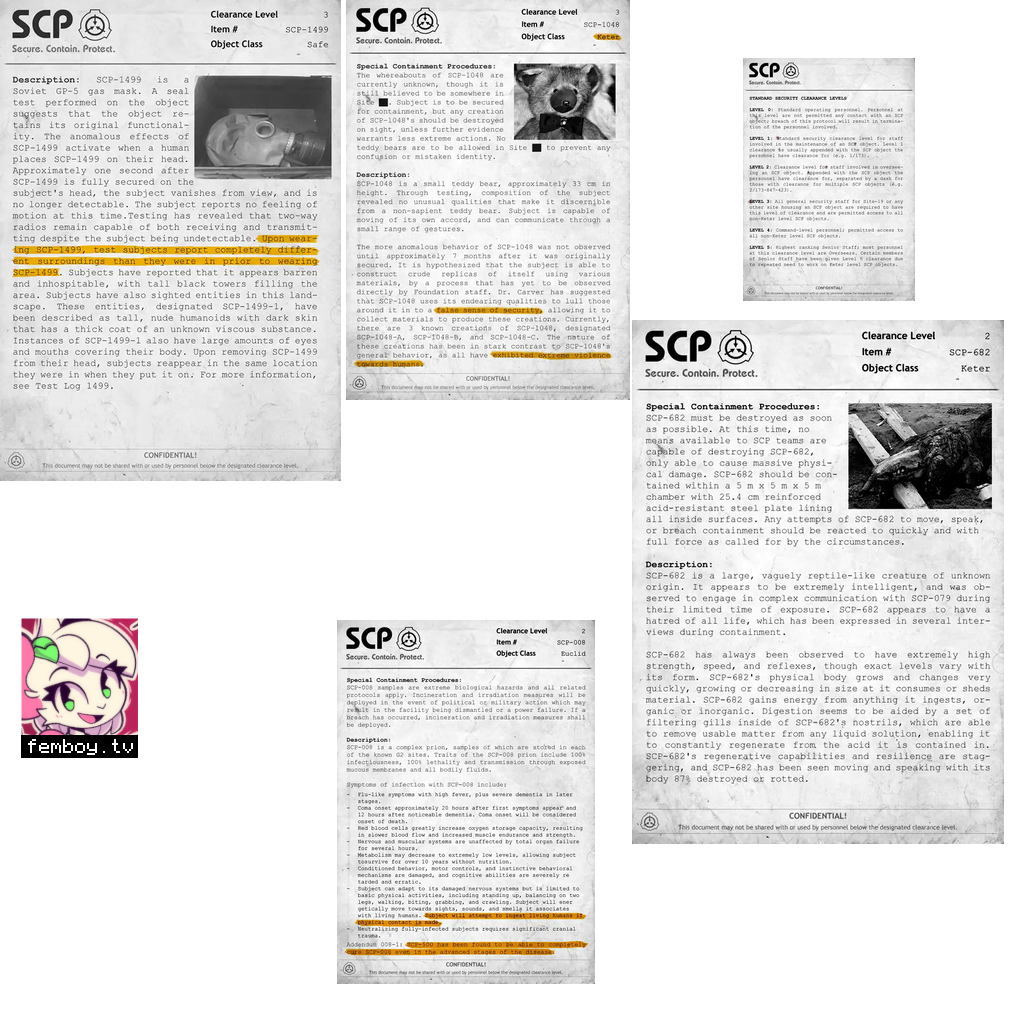 SCP
Secure. Contain. Protect.
Clearance Level 3
Item # SCP-1499
Object Class Safe
Description: SCP-1499 is a
Soviet GP-5 gas mask. A seal
test performed on the object
suggests that the object re-
tains its original functional-
ity. The anomalous effects of
SCP-1499 activate when a human
places SCP-1499 on their head.
Approximately one second after
SCP-1499 is fully secured on the
subject's head, the subject vanishes from view, and is
no longer detectable. The subject reports no feeling of
motion at this time.Testing has revealed that two-way
radios remain capable of both receiving and transmit-
ting despite the subject being undetectable. Upon wear-
ing SCP-1499, test subjects report completely differ-
ent surroundings than they were in prior to wearing
SCP-1499. Subjects have reported that it appears barren
and inhospitable, with tall black towers filling the
area. Subjects have also sighted entities in this land-
scape. These entities, designated SCP-1499-1, have
been described as tall, nude humanoids with dark skin
that has a thick coat of an unknown viscous substance.
Instances of SCP-1499-1 also have large amounts of eyes
and mouths covering their body. Upon removing SCP-1499
from their head, subjects reappear in the same location
they were in when they put it on. For more information,
see Test Log 1499.
CONFIDENTIAL!
This document may not be shared with or used by personnel below the designated clearance level.
SCP
Secure. Contain. Protect.
Clearance Level 3
Item # SCP-1048
Object Class Keter
Special Containment Procedures:
The whereabouts of SCP-1048 are
currently unknown, though it is
still believed to be somewhere in
Site ██. Subject is to be secured
for containment, but any creation
of SCP-1048's should be destroyed
on sight, unless further evidence
warrants less extreme actions. No
teddy bears are to be allowed in Site ██ to prevent any
confusion or mistaken identity.
Description:
SCP-1048 is a small teddy bear, approximately 33 cm in
height. Through testing, composition of the subject
revealed no unusual qualities that make it discernible
from a non-sapient teddy bear. Subject is capable of
moving of its own accord, and can communicate through a
small range of gestures.
The more anomalous behavior of SCP-1048 was not observed
until approximately 7 months after it was originally
secured. It is hypothesized that the subject is able to
construct crude replicas of itself using various
materials, by a process that has yet to be observed
directly by Foundation staff. Dr. Carver has suggested
that SCP-1048 uses its endearing qualities to lull those
around it in to a false sense of security, allowing it to
collect materials to produce these creations. Currently,
there are 3 known creations of SCP-1048, designated
SCP-1048-A, SCP-1048-B, and SCP-1048-C. The nature of
these creations has been in stark contrast to SCP-1048's
general behavior, as all have exhibited extreme violence
towards humans.
CONFIDENTIAL!
This document may not be shared with or used by personnel below the designated clearance level.
SCP
Secure. Contain. Protect.
STANDARD SECURITY CLEARANCE LEVELS
LEVEL 0: Standard operating personnel. Personnel at
this level are not permitted any contact with an SCP
object; breach of this protocol will result in termina-
tion of the personnel involved.
LEVEL 1: Standard security clearance level for staff
involved in the maintenance of an SCP object. Level 1
clearance is usually appended with the SCP object the
personnel have clearance for (e.g. 1/173).
LEVEL 2: Clearance level for staff involved in oversee-
ing an SCP object. Appended with the SCP object the
personnel have clearance for, separated by a dash for
those with clearance for multiple SCP objects (e.g.
2/173-847-423).
LEVEL 3: All general security staff for Site-19 or any
other site housing an SCP object are required to have
this level of clearance and are permitted access to all
non-Keter level SCP objects.
LEVEL 4: Command-level personnel; permitted access to
all non-Keter level SCP objects.
LEVEL 5: Highest ranking Senior Staff; most personnel
at this level are Overseers. Certain members of
Senior Staff have been given Level 5 clearance due
to repeated need to work on Keter level SCP objects.
CONFIDENTIAL!
This document may not be shared with or used by personnel below the designated clearance level.
SCP
Secure. Contain. Protect.
Clearance Level 2
Item # SCP-682
Object Class Keter
Special Containment Procedures:
SCP-682 must be destroyed as soon
as possible. At this time, no
means available to SCP teams are
capable of destroying SCP-682,
only able to cause massive physi-
cal damage. SCP-682 should be con-
tained within a 5 m x 5 m x 5 m
chamber with 25.4 cm reinforced
acid-resistant steel plate lining
all inside surfaces. Any attempts of SCP-682 to move, speak,
or breach containment should be reacted to quickly and with
full force as called for by the circumstances.
Description:
SCP-682 is a large, vaguely reptile-like creature of unknown
origin. It appears to be extremely intelligent, and was ob-
served to engage in complex communication with SCP-079 during
their limited time of exposure. SCP-682 appears to have a
hatred of all life, which has been expressed in several inter-
views during containment.
SCP-682 has always been observed to have extremely high
strength, speed, and reflexes, though exact levels vary with
its form. SCP-682's physical body grows and changes very
quickly, growing or decreasing in size at it consumes or sheds
material. SCP-682 gains energy from anything it ingests, or-
ganic or inorganic. Digestion seems to be aided by a set of
filtering gills inside of SCP-682's nostrils, which are able
to remove usable matter from any liquid solution, enabling it
to constantly regenerate from the acid it is contained in.
SCP-682's regenerative capabilities and resilience are stag-
gering, and SCP-682 has been seen moving and speaking with its
body 87% destroyed or rotted.
CONFIDENTIAL!
This document may not be shared with or used by personnel below the designated clearance level.
femboy.tv
SCP
Secure. Contain. Protect.
Clearance Level 2
Item # SCP-008
Object Class Euclid
Special Containment Procedures:
SCP-008 samples are extreme biological hazards and all related
protocols apply. Incineration and irradiation measures will be
deployed in the event of political or military action which may
result in the facility being dismantled or a power failure. If a
breach has occurred, incineration and irradiation measures shall
be deployed.
Description:
SCP-008 is a complex prion, samples of which are stored in each
of the known G2 sites. Traits of the SCP-008 prion include 100%
infectiousness, 100% lethality and transmission through exposed
mucous membranes and all bodily fluids.
Symptoms of infection with SCP-008 include:
- Flu-like symptoms with high fever, plus severe dementia in later
stages.
- Coma onset approximately 20 hours after first symptoms appear and
12 hours after noticeable dementia. Coma onset will be considered
onset of death.
- Red blood cells greatly increase oxygen storage capacity, resulting
in slower blood flow and increased muscle endurance and strength.
- Nervous and muscular systems are unaffected by total organ failure
for several hours.
- Metabolism may decrease to extremely low levels, allowing subject
tosurvive for over 10 years without nutrition.
- Conditioned behavior, motor controls, and instinctive behavioral
mechanisms are damaged, and cognitive abilities are severely re
tarded and erratic.
- Subject can adapt to its damaged nervous systems but is limited to
basic physical activities, including standing up, balancing on two
legs, walking, biting, grabbing, and crawling. Subject will ener
getically move towards sights, sounds, and smells it associates
with living humans. Subject will attempt to ingest living humans if
physical contact is made.
- Neutralizing fully-infected subjects requires significant cranial
trauma.
Addendum 008-1: SCP-500 has been found to be able to completely
cure SCP-008 even in the advanced stages of the disease.
CONFIDENTIAL!
This document may not be shared with or used by personnel below the designated clearance level.